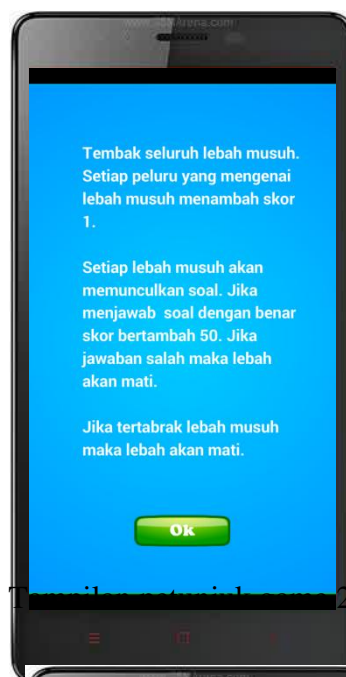 Tembak seluruh lebah musuh.
Setiap peluru yang mengenai
lebah musuh menambah skor
1.
Setiap lebah musuh akan
memunculkan soal. Jika
menjawab soal dengan benar
skor bertambah 50. Jika
jawaban salah maka lebah
akan mati.
Jika tertabrak lebah musuh
maka lebah akan mati.
Ok